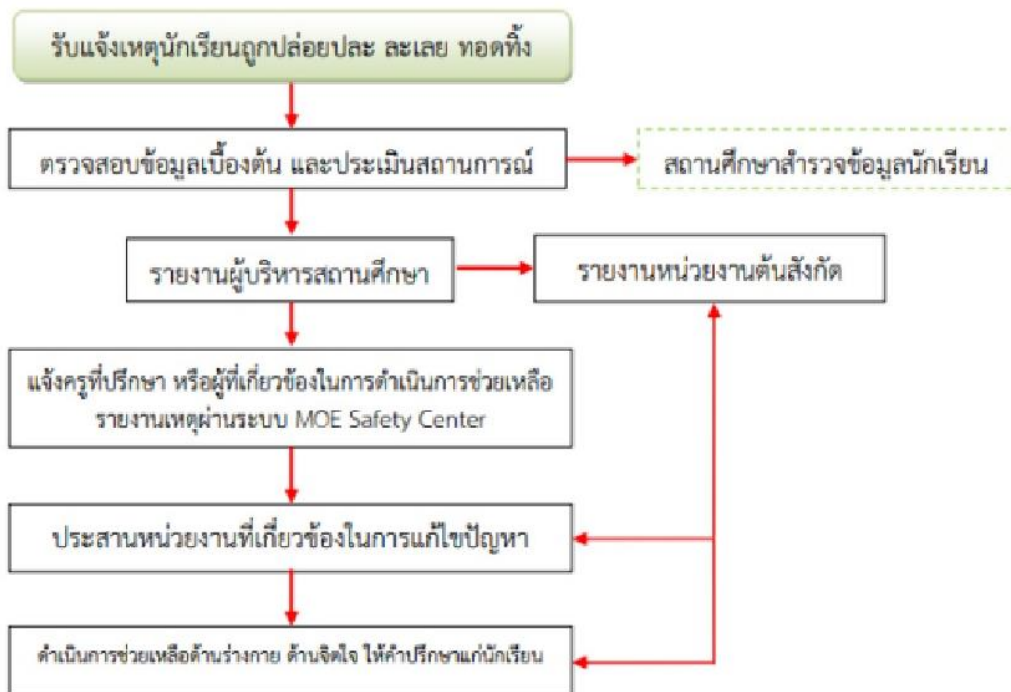 รับแจ้งเหตุนักเรียนถูกปล่อยปละ ละเลย ทอดทิ้ง
ตรวจสอบข้อมูลเบื้องต้น และประเมินสถานการณ์
สถานศึกษาสำรวจข้อมูลนักเรียน
รายงานผู้บริหารสถานศึกษา
รายงานหน่วยงานต้นสังกัด
แจ้งครูที่ปรึกษา หรือผู้ที่เกี่ยวข้องในการดำเนินการช่วยเหลือ
รายงานเหตุผ่านระบบ MOE Safety Center
ประสานหน่วยงานที่เกี่ยวข้องในการแก้ไขปัญหา
ดำเนินการช่วยเหลือด้านร่างกาย ด้านจิตใจ ให้คำปรึกษาแก่นักเรียน